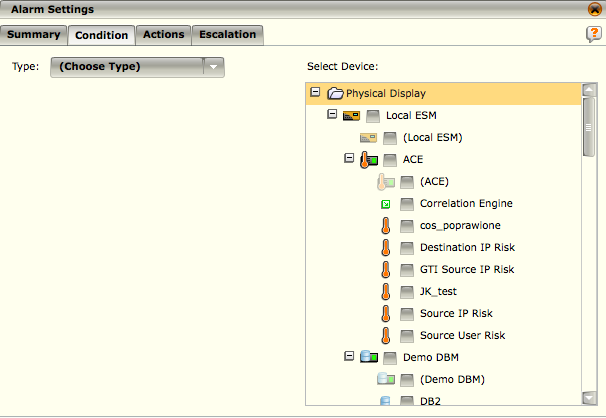 Alarm Settings
Summary Condition Actions Escalation
Type: (Choose Type)
Select Device:
Physical Display
Local ESM
(Local ESM)
ACE
(ACE)
Correlation Engine
cos_poprawione
Destination IP Risk
GTI Source IP Risk
JK_test
Source IP Risk
Source User Risk
Demo DBM
(Demo DBM)
DB2